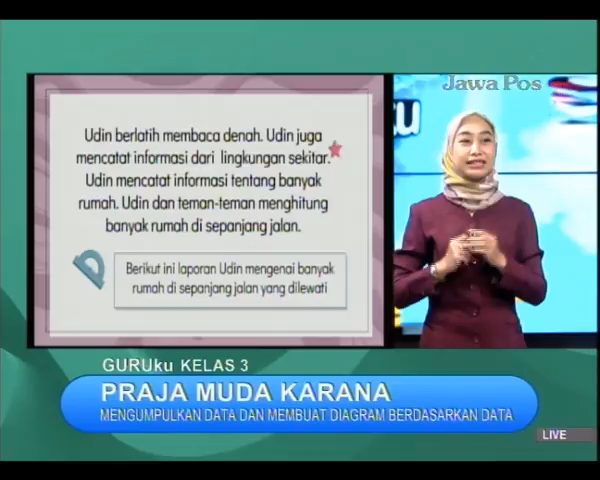 Jawa Pos
Udin berlatih membaca denah. Udin juga
mencatat informasi dari lingkungan sekitar.
Udin mencatat informasi tentang banyak
rumah. Udin dan teman-teman menghitung
banyak rumah di sepanjang jalan.
Berikut ini laporan Udin mengenai banyak
rumah di sepanjang jalan yang dilewati
GURUku KELAS 3
PRAJA MUDA KARANA
MENGUMPULKAN DATA DAN MEMBUAT DIAGRAM BERDASARKAN DATA
LIVE